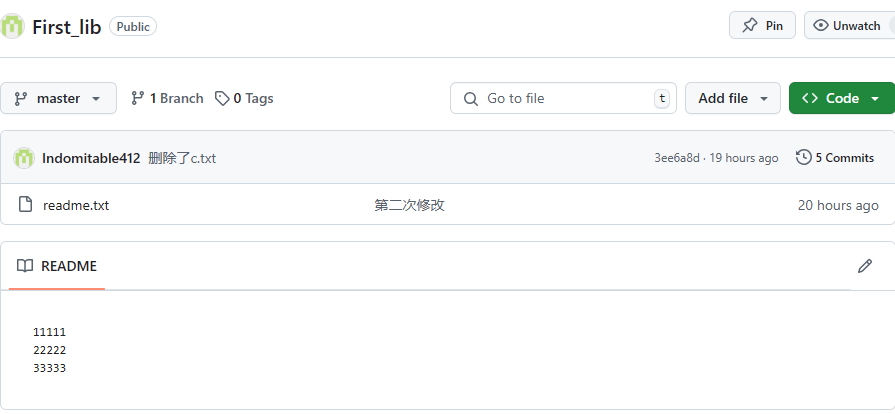 First_lib Public Pin Unwatch
master 1 Branch 0 Tags Go to file t Add file Code
Indomitable412 删除了c.txt 3ee6a8d · 19 hours ago 5 Commits
readme.txt 第二次修改 20 hours ago
README
11111
22222
33333